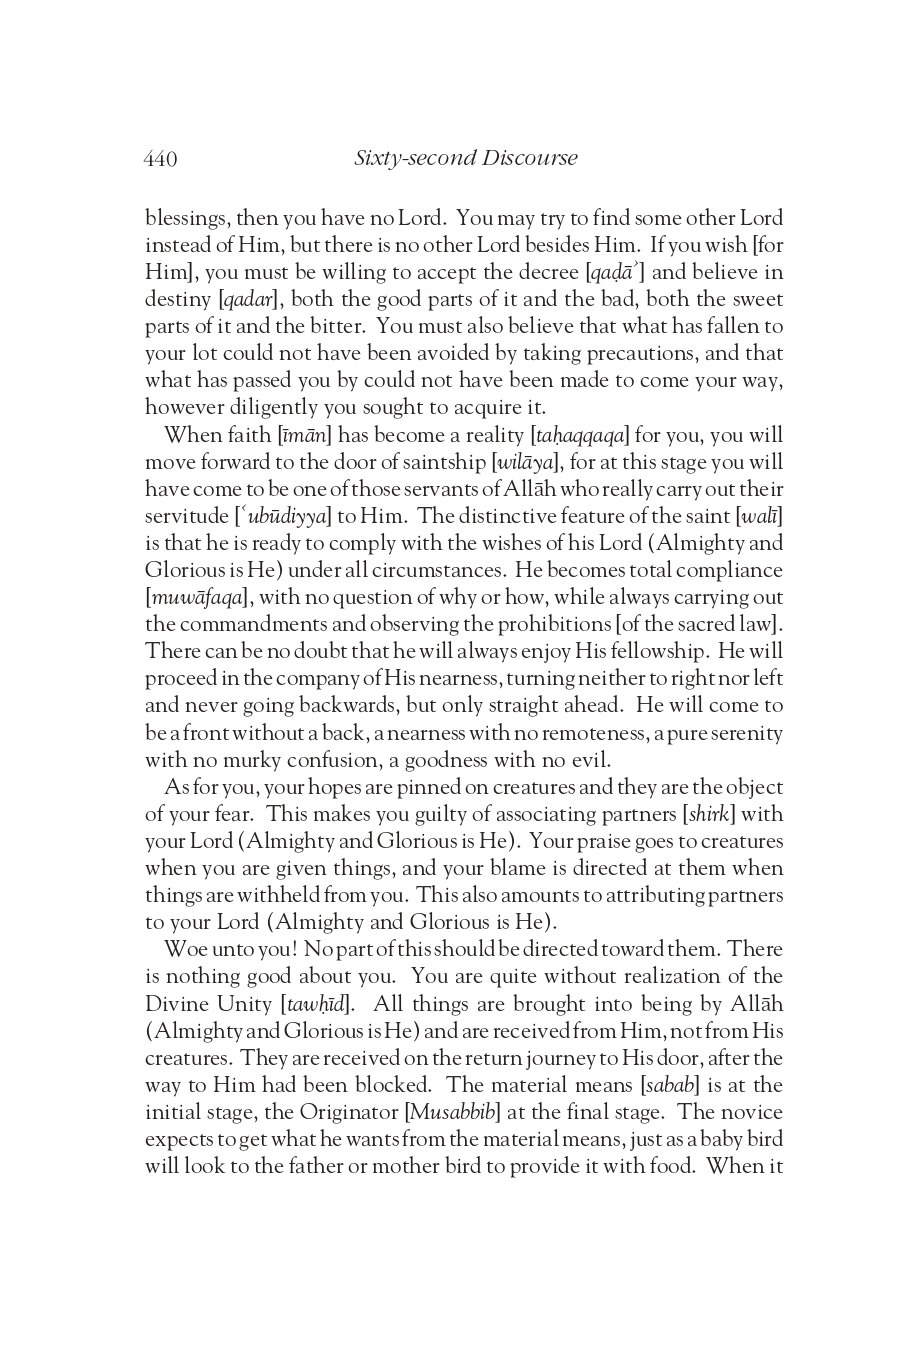 440
Sixty-second Discourse
blessings, then you have no Lord. You may try to find some other Lord
instead of Him, but there is no other Lord besides Him. If you wish [for
Him], you must be willing to accept the decree [qaḍāʾ] and believe in
destiny [qadar], both the good parts of it and the bad, both the sweet
parts of it and the bitter. You must also believe that what has fallen to
your lot could not have been avoided by taking precautions, and that
what has passed you by could not have been made to come your way,
however diligently you sought to acquire it.
When faith [īmān] has become a reality [taḥaqqaqa] for you, you will
move forward to the door of saintship [wilāya], for at this stage you will
have come to be one of those servants of Allāh who really carry out their
servitude [ʿubūdiyya] to Him. The distinctive feature of the saint [walī]
is that he is ready to comply with the wishes of his Lord (Almighty and
Glorious is He) under all circumstances. He becomes total compliance
[muwāfaqa], with no question of why or how, while always carrying out
the commandments and observing the prohibitions [of the sacred law].
There can be no doubt that he will always enjoy His fellowship. He will
proceed in the company of His nearness, turning neither to right nor left
and never going backwards, but only straight ahead. He will come to
be a front without a back, a nearness with no remoteness, a pure serenity
with no murky confusion, a goodness with no evil.
As for you, your hopes are pinned on creatures and they are the object
of your fear. This makes you guilty of associating partners [shirk] with
your Lord (Almighty and Glorious is He). Your praise goes to creatures
when you are given things, and your blame is directed at them when
things are withheld from you. This also amounts to attributing partners
to your Lord (Almighty and Glorious is He).
Woe unto you! No part of this should be directed toward them. There
is nothing good about you. You are quite without realization of the
Divine Unity [tawḥīd]. All things are brought into being by Allāh
(Almighty and Glorious is He) and are received from Him, not from His
creatures. They are received on the return journey to His door, after the
way to Him had been blocked. The material means [sabab] is at the
initial stage, the Originator [Musabbib] at the final stage. The novice
expects to get what he wants from the material means, just as a baby bird
will look to the father or mother bird to provide it with food. When it